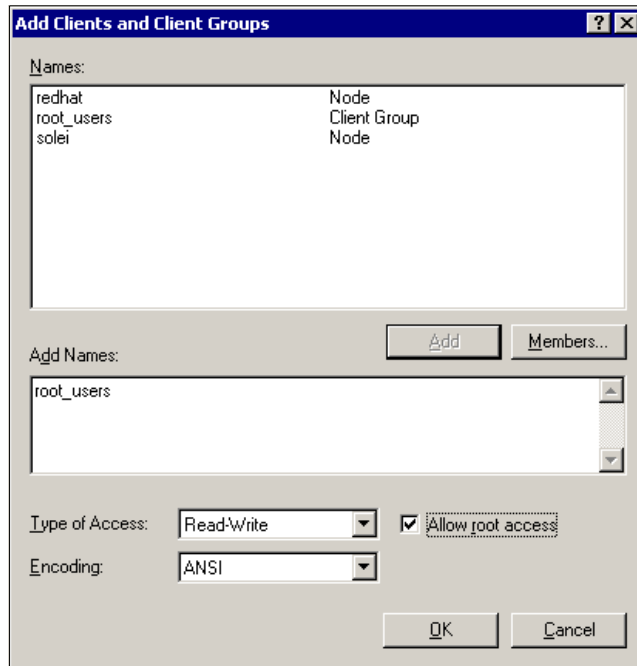 Add Clients and Client Groups
Names:
redhat Node
root_users Client Group
solei Node
Add Members...
Add Names:
root_users
Type of Access: Read-Write Allow root access
Encoding: ANSI
OK Cancel